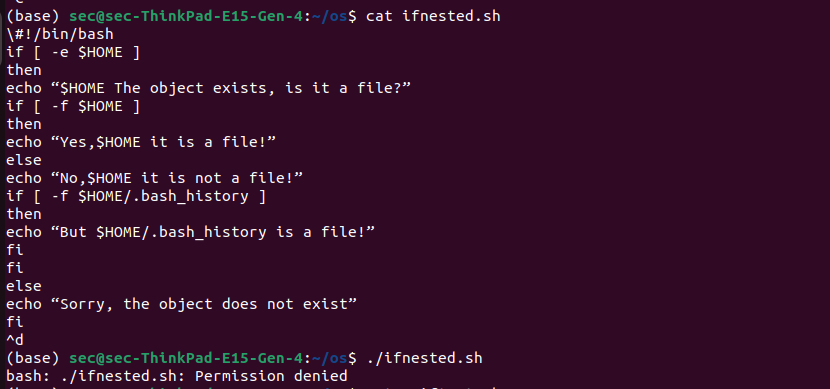 (base) sec@sec-ThinkPad-E15-Gen-4:~/os$ cat ifnested.sh
\#!/bin/bash
if [ -e $HOME ]
then
echo “$HOME The object exists, is it a file?”
if [ -f $HOME ]
then
echo “Yes,$HOME it is a file!”
else
echo “No,$HOME it is not a file!”
if [ -f $HOME/.bash_history ]
then
echo “But $HOME/.bash_history is a file!”
fi
fi
else
echo “Sorry, the object does not exist”
fi
^d
(base) sec@sec-ThinkPad-E15-Gen-4:~/os$ ./ifnested.sh
bash: ./ifnested.sh: Permission denied